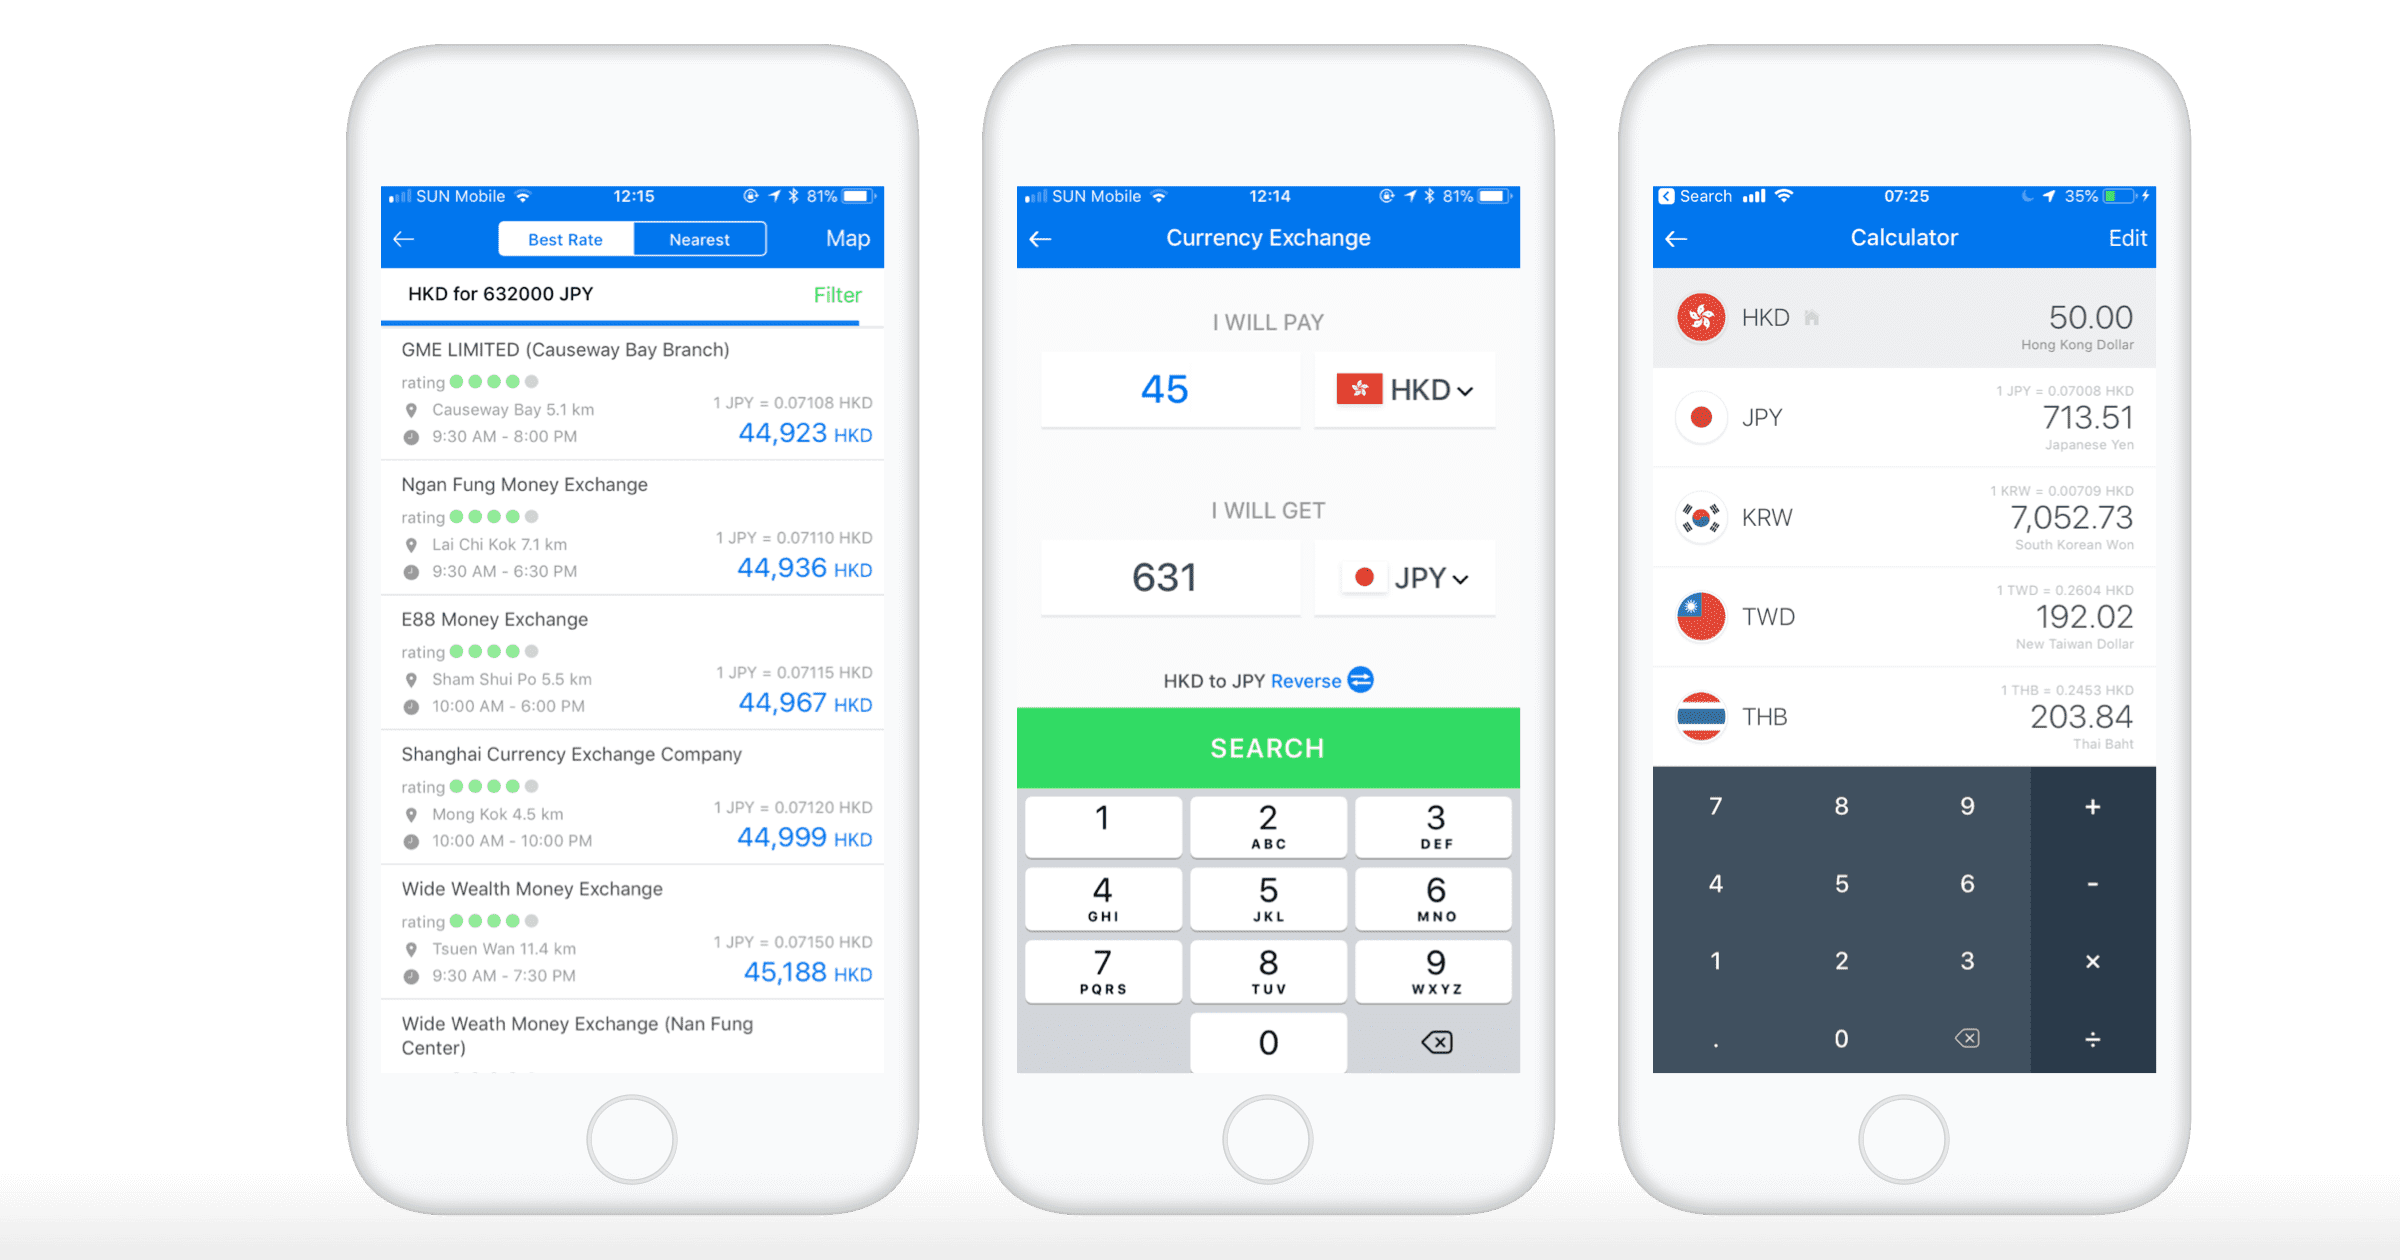 SUN Mobile 12:15 81%
Best Rate Nearest Map
HKD for 632000 JPY Filter
GME LIMITED (Causeway Bay Branch)
rating
Causeway Bay 5.1 km 1 JPY = 0.07108 HKD
9:30 AM - 8:00 PM 44,923 HKD
Ngan Fung Money Exchange
rating
Lai Chi Kok 7.1 km 1 JPY = 0.07110 HKD
9:30 AM - 6:30 PM 44,936 HKD
E88 Money Exchange
rating
Sham Shui Po 5.5 km 1 JPY = 0.07115 HKD
10:00 AM - 6:00 PM 44,967 HKD
Shanghai Currency Exchange Company
rating
Mong Kok 4.5 km 1 JPY = 0.07120 HKD
10:00 AM - 10:00 PM 44,999 HKD
Wide Wealth Money Exchange
rating
Tsuen Wan 11.4 km 1 JPY = 0.07150 HKD
9:30 AM - 7:30 PM 45,188 HKD
Wide Weath Money Exchange (Nan Fung
Center)
SUN Mobile 12:14 81%
Currency Exchange
I WILL PAY
45 HKD
I WILL GET
631 JPY
HKD to JPY Reverse
SEARCH
1 2 3
ABC DEF
4 5 6
GHI JKL MNO
7 8 9
PQRS TUV WXYZ
0
Search 07:25 35%
Calculator Edit
HKD 50.00
Hong Kong Dollar
1 JPY = 0.07008 HKD
JPY 713.51
Japanese Yen
1 KRW = 0.00709 HKD
KRW 7,052.73
South Korean Won
1 TWD = 0.2604 HKD
TWD 192.02
New Taiwan Dollar
1 THB = 0.2453 HKD
THB 203.84
Thai Baht
7 8 9 +
4 5 6 -
1 2 3 ×
. 0 ÷